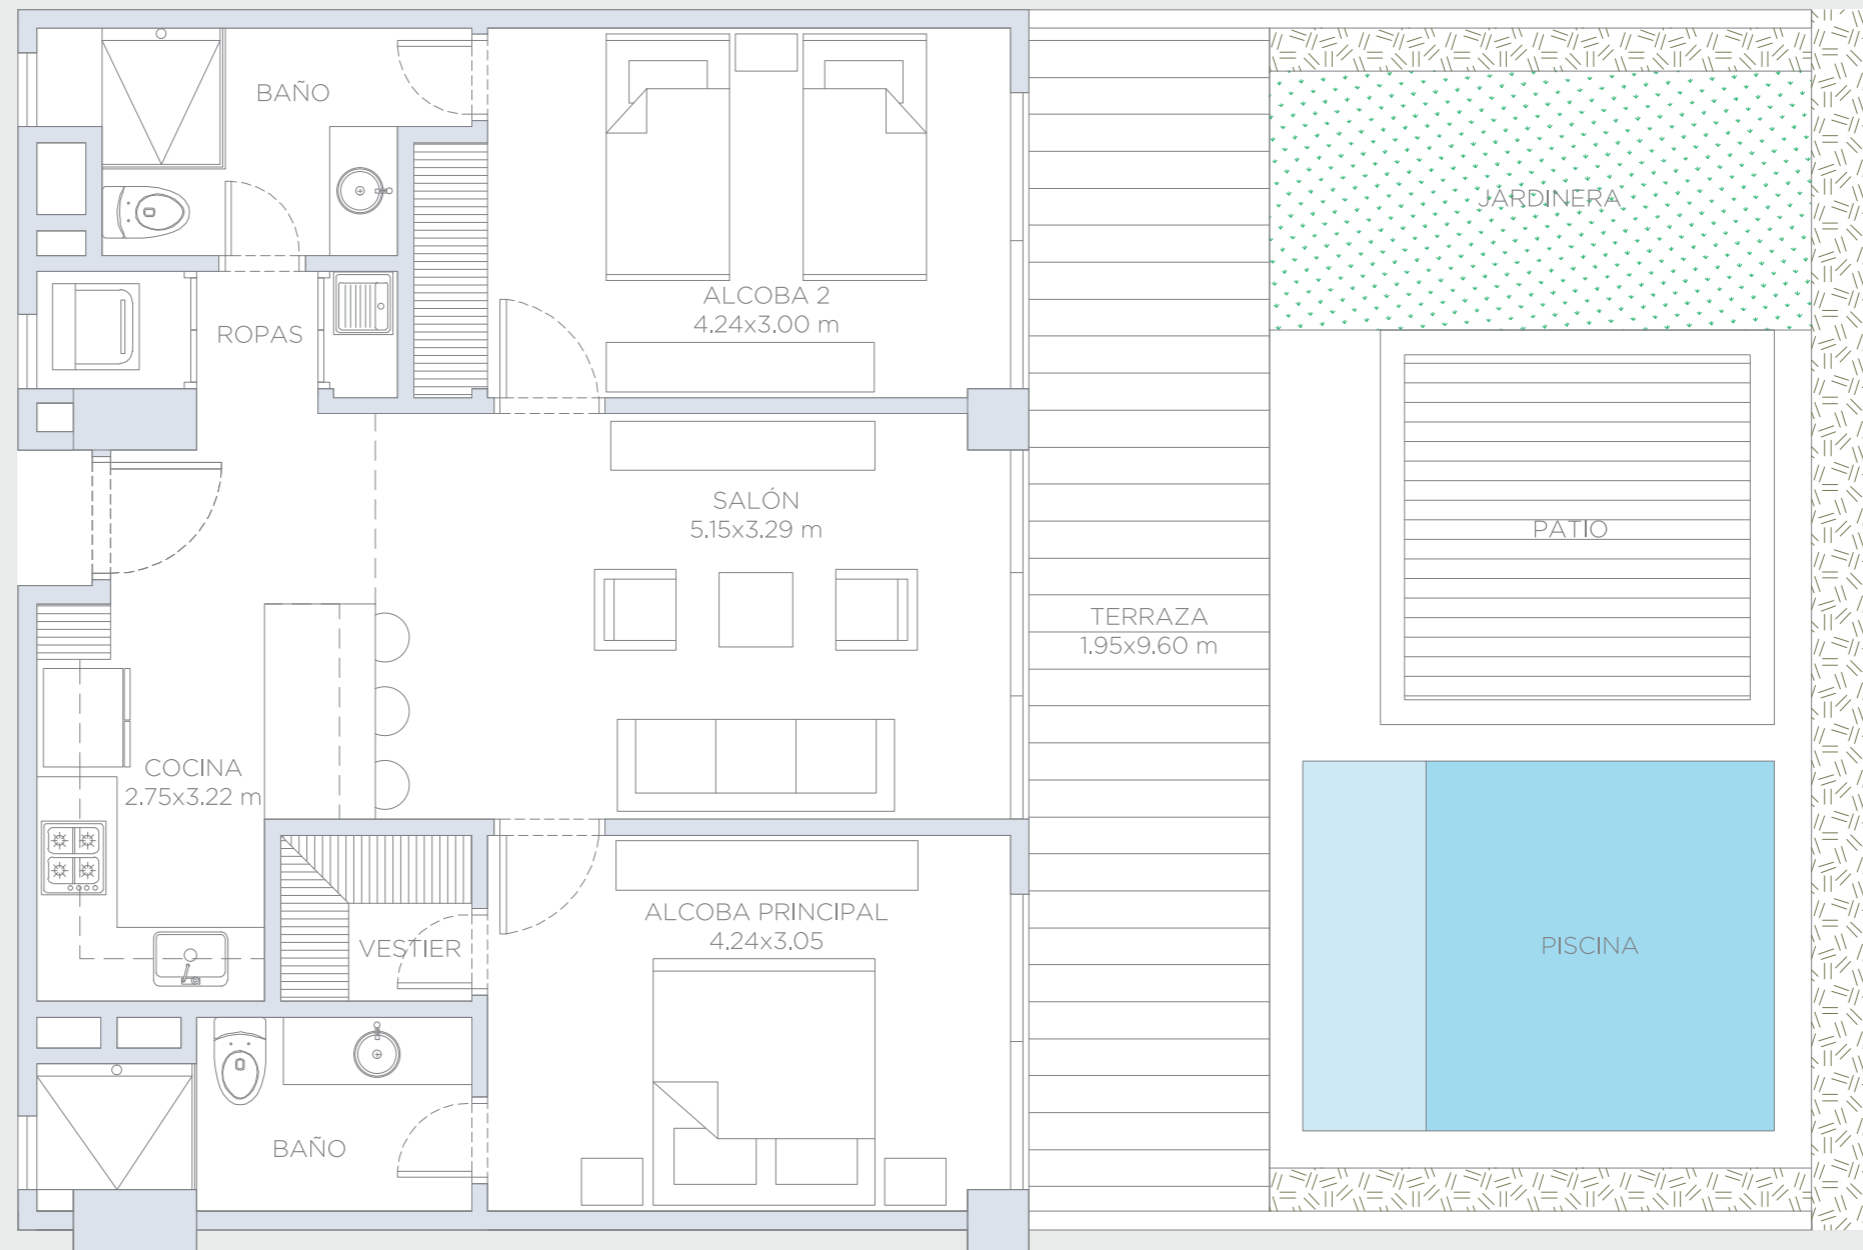 BAÑO
JARDINERA
ALCOBA 2
4.24x3.00 m
ROPAS
SALÓN
5.15x3.29 m
PATIO
TERRAZA
1.95x9.60 m
COCINA
2.75x3.22 m
ALCOBA PRINCIPAL
4.24x3.05
VESTIER
PISCINA
BAÑO